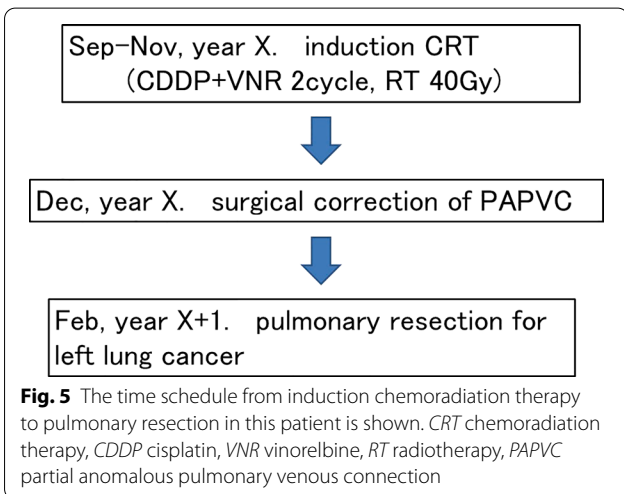 Sep-Nov, year X. induction CRT
(CDDP+VNR 2cycle, RT 40Gy)
Dec, year X. surgical correction of PAPVC
Feb, year X+1. pulmonary resection for
left lung cancer
Fig. 5 The time schedule from induction chemoradiation therapy
to pulmonary resection in this patient is shown. CRT chemoradiation
therapy, CDDP cisplatin, VNR vinorelbine, RT radiotherapy, PAPVC
partial anomalous pulmonary venous connection